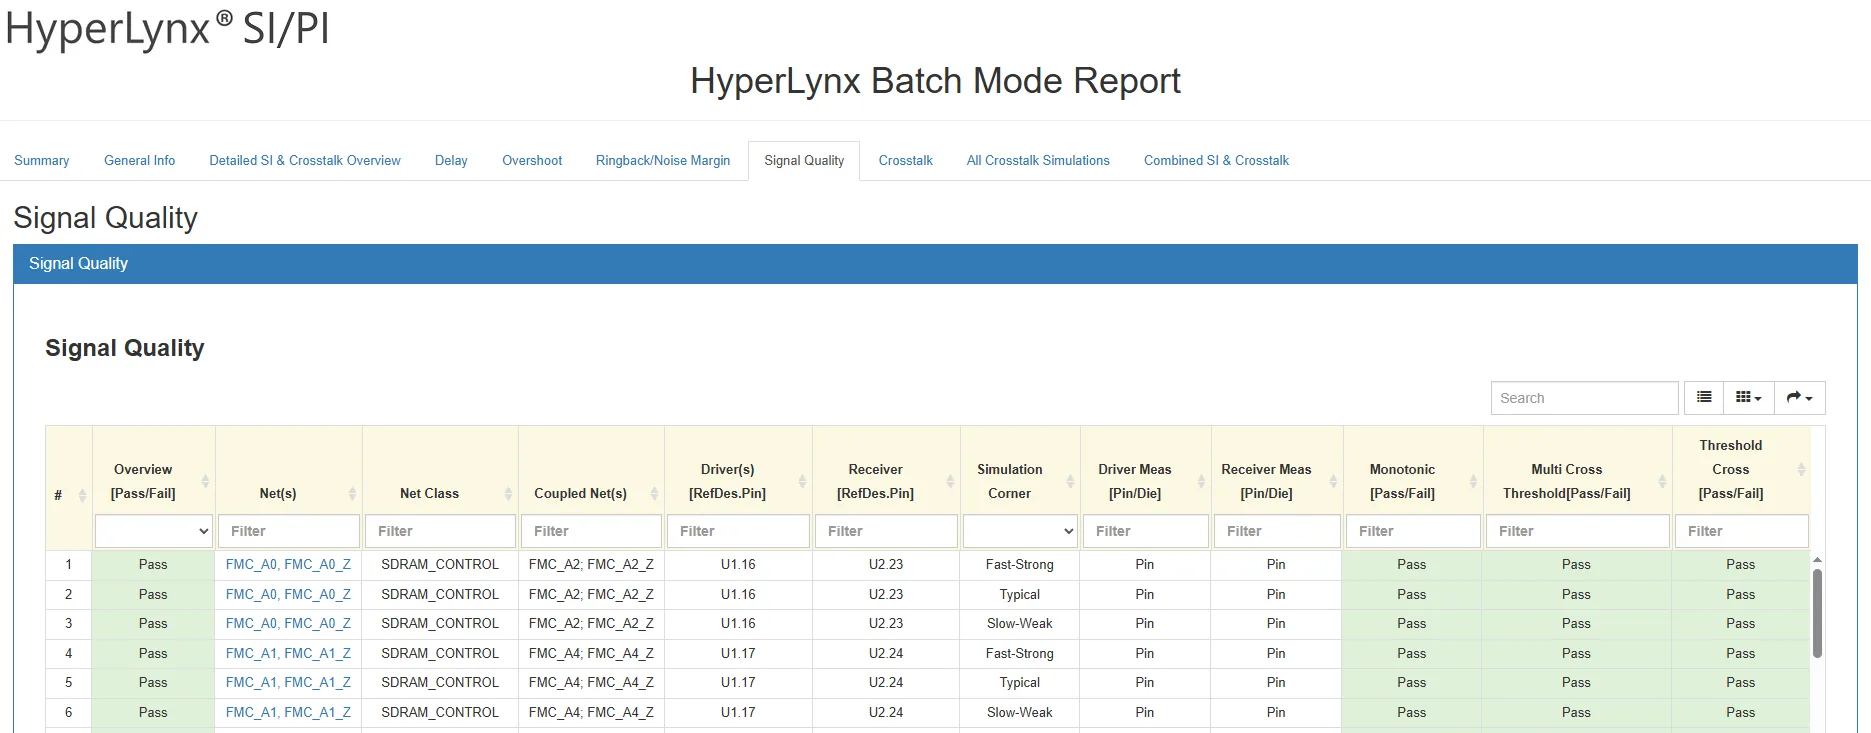 HyperLynx® SI/PI
HyperLynx Batch Mode Report
Summary General Info Detailed SI & Crosstalk Overview Delay Overshoot Ringback/Noise Margin Signal Quality Crosstalk All Crosstalk Simulations Combined SI & Crosstalk
Signal Quality
Signal Quality
Signal Quality
Search
# Overview [Pass/Fail] Net(s) Net Class Coupled Net(s) Driver(s) [RefDes.Pin] Receiver [RefDes.Pin] Simulation Corner Driver Meas [Pin/Die] Receiver Meas [Pin/Die] Monotonic [Pass/Fail] Multi Cross Threshold[Pass/Fail] Threshold Cross [Pass/Fail]
Filter Filter Filter Filter Filter Filter Filter Filter Filter Filter
1 Pass FMC_A0, FMC_A0_Z SDRAM_CONTROL FMC_A2; FMC_A2_Z U1.16 U2.23 Fast-Strong Pin Pin Pass Pass Pass
2 Pass FMC_A0, FMC_A0_Z SDRAM_CONTROL FMC_A2; FMC_A2_Z U1.16 U2.23 Typical Pin Pin Pass Pass Pass
3 Pass FMC_A0, FMC_A0_Z SDRAM_CONTROL FMC_A2; FMC_A2_Z U1.16 U2.23 Slow-Weak Pin Pin Pass Pass Pass
4 Pass FMC_A1, FMC_A1_Z SDRAM_CONTROL FMC_A4; FMC_A4_Z U1.17 U2.24 Fast-Strong Pin Pin Pass Pass Pass
5 Pass FMC_A1, FMC_A1_Z SDRAM_CONTROL FMC_A4; FMC_A4_Z U1.17 U2.24 Typical Pin Pin Pass Pass Pass
6 Pass FMC_A1, FMC_A1_Z SDRAM_CONTROL FMC_A4; FMC_A4_Z U1.17 U2.24 Slow-Weak Pin Pin Pass Pass Pass